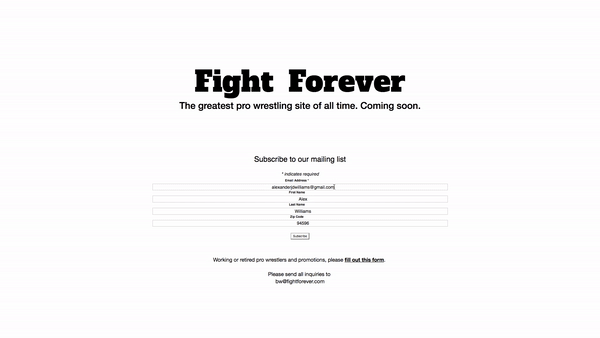 Fight Forever
The greatest pro wrestling site of all time. Coming soon.
Subscribe to our mailing list
* indicates required
Email Address *
alexanderjdwilliams@gmail.com
First Name
Alex
Last Name
Williams
Zip Code
94596
Subscribe
Working or retired pro wrestlers and promotions, please fill out this form.
Please send all inquiries to
bw@fightforever.com